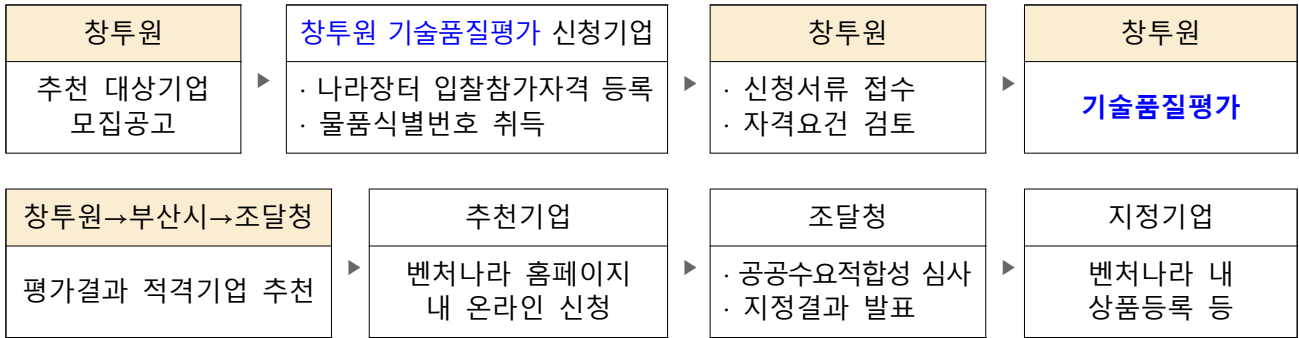 창투원
추천 대상기업
모집공고
▶
창투원 기술품질평가 신청기업
· 나라장터 입찰참가자격 등록
· 물품식별번호 취득
▶
창투원
· 신청서류 접수
· 자격요건 검토
▶
창투원
기술품질평가
창투원→부산시→조달청
평가결과 적격기업 추천
▶
추천기업
벤처나라 홈페이지
내 온라인 신청
▶
조달청
· 공공수요적합성 심사
· 지정결과 발표
▶
지정기업
벤처나라 내
상품등록 등